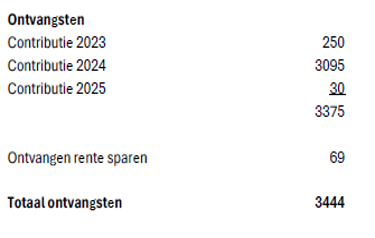 Ontvangsten
Contributie 2023 250
Contributie 2024 3095
Contributie 2025 30
3375
Ontvangen rente sparen 69
Totaal ontvangsten 3444